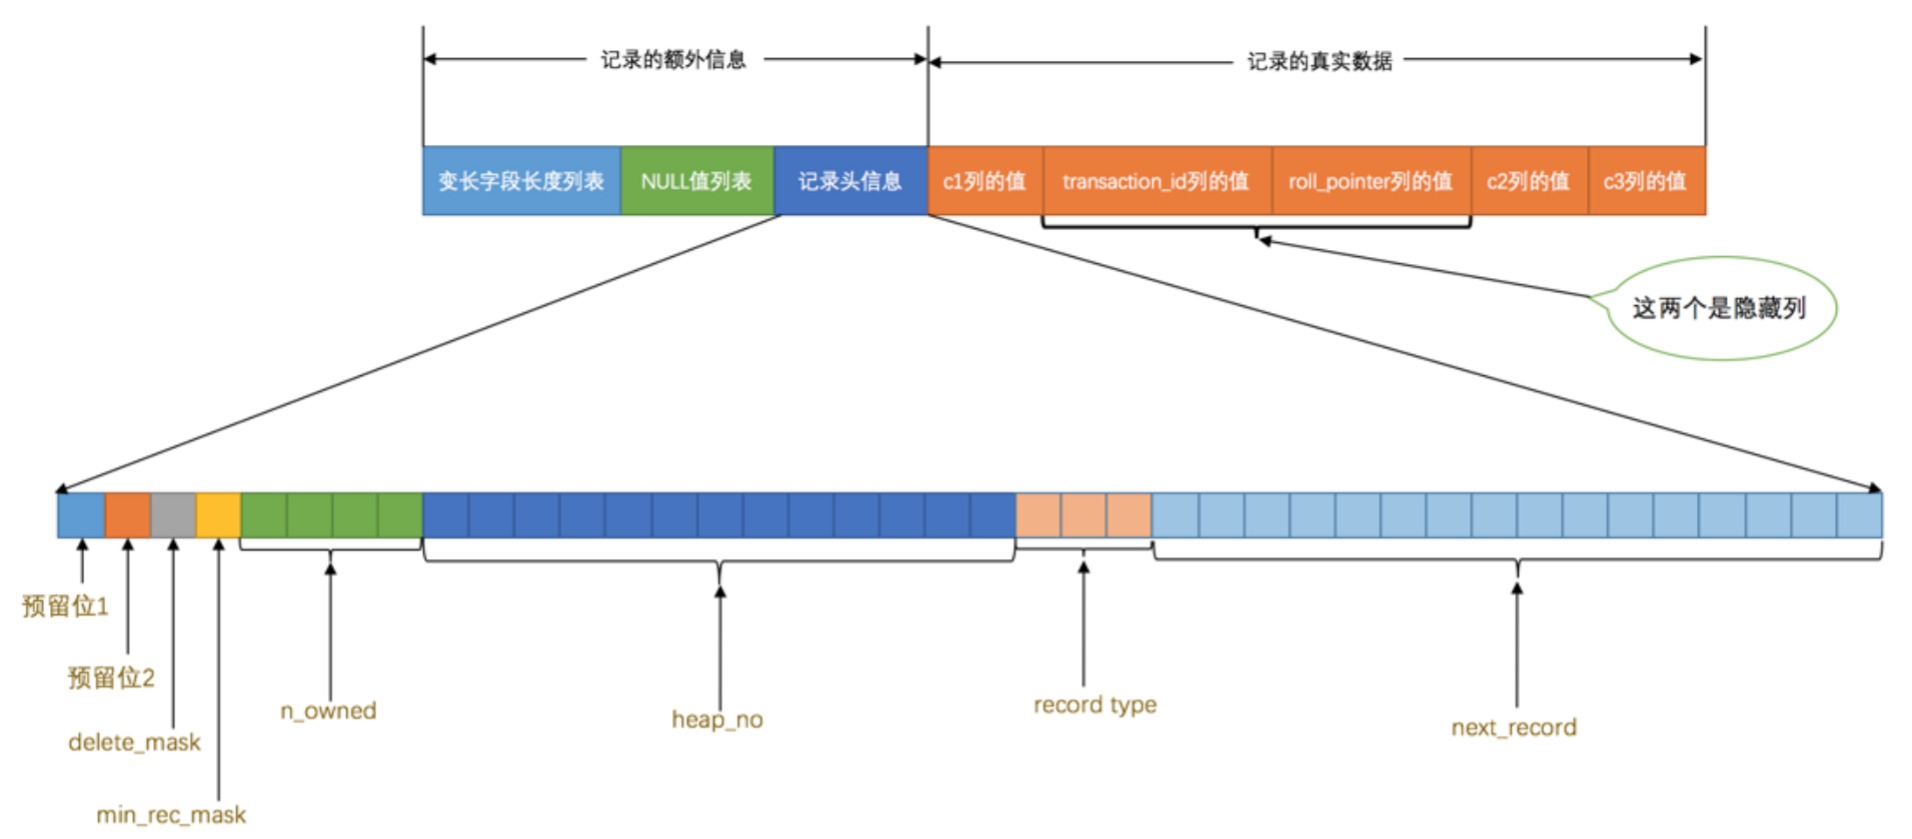 记录的额外信息
记录的真实数据
变长字段长度列表
NULL值列表
记录头信息
c1列的值
transaction_id列的值
roll_pointer列的值
c2列的值
c3列的值
这两个是隐藏列
预留位1
预留位2
delete_mask
min_rec_mask
n_owned
heap_no
record type
next_record